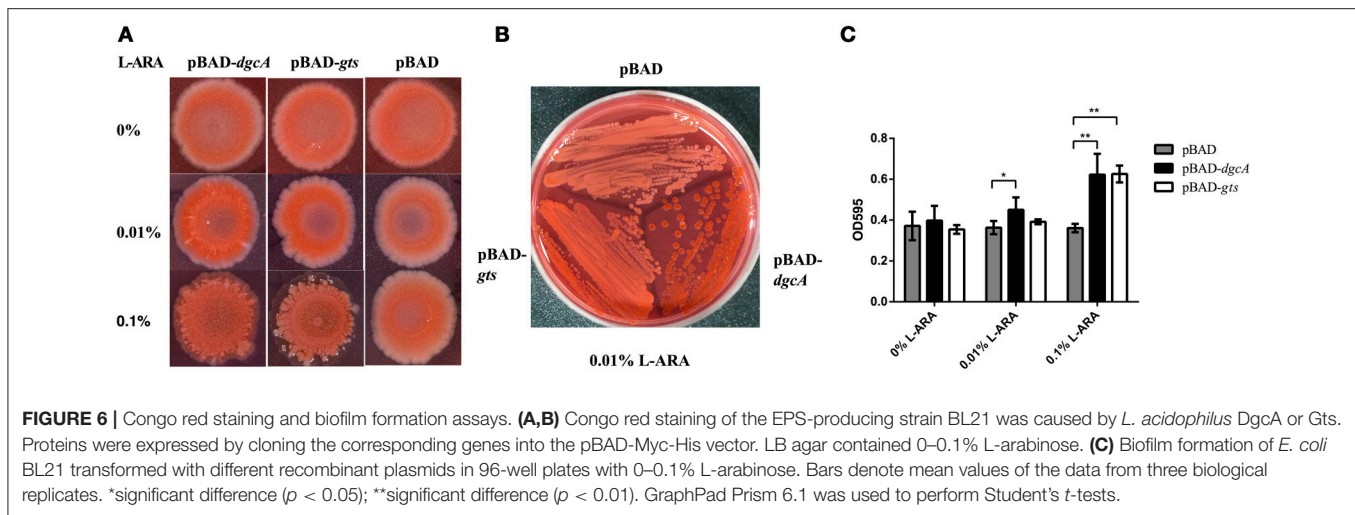 A
L-ARA pBAD-dgcA pBAD-gts pBAD
0%
0.01%
0.1%
B
pBAD
pBAD-
gts
pBAD-
dgcA
0.01% L-ARA
C
OD595
0.8
0.6
0.4
0.2
0.0
*
**
**
0% L-ARA
0.01% L-ARA
0.1% L-ARA
pBAD
pBAD-dgcA
pBAD-gts
FIGURE 6 | Congo red staining and biofilm formation assays. (A,B) Congo red staining of the EPS-producing strain BL21 was caused by L. acidophilus DgcA or Gts.
Proteins were expressed by cloning the corresponding genes into the pBAD-Myc-His vector. LB agar contained 0–0.1% L-arabinose. (C) Biofilm formation of E. coli
BL21 transformed with different recombinant plasmids in 96-well plates with 0–0.1% L-arabinose. Bars denote mean values of the data from three biological
replicates. *significant difference (p < 0.05); **significant difference (p < 0.01). GraphPad Prism 6.1 was used to perform Student's t-tests.